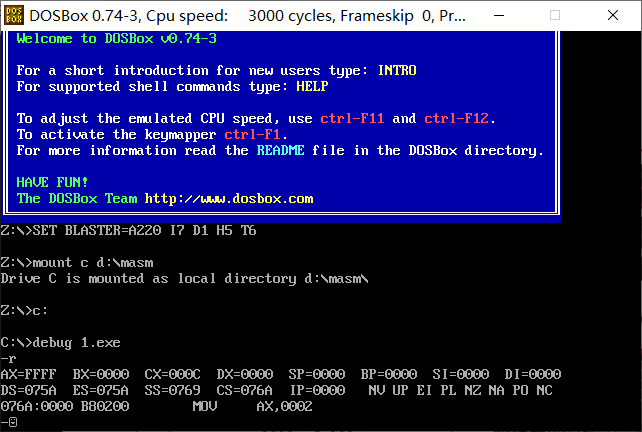 DOSBox 0.74-3, Cpu speed:    3000 cycles, Frameskip  0, Pr...
Welcome to DOSBox v0.74-3
For a short introduction for new users type: INTRO
For supported shell commands type: HELP
To adjust the emulated CPU speed, use ctrl-F11 and ctrl-F12.
To activate the keymapper ctrl-F1.
For more information read the README file in the DOSBox directory.
HAVE FUN!
The DOSBox Team http://www.dosbox.com
Z:\>SET BLASTER=A220 I7 D1 H5 T6
Z:\>mount c d:\masm
Drive C is mounted as local directory d:\masm\
Z:\>c:
C:\>debug 1.exe
-r
AX=FFFF  BX=0000  CX=000C  DX=0000  SP=0000  BP=0000  SI=0000  DI=0000
DS=075A  ES=075A  SS=0769  CS=076A  IP=0000   NV UP EI PL NZ NA PO NC
076A:0000 B80200        MOV     AX,0002
-